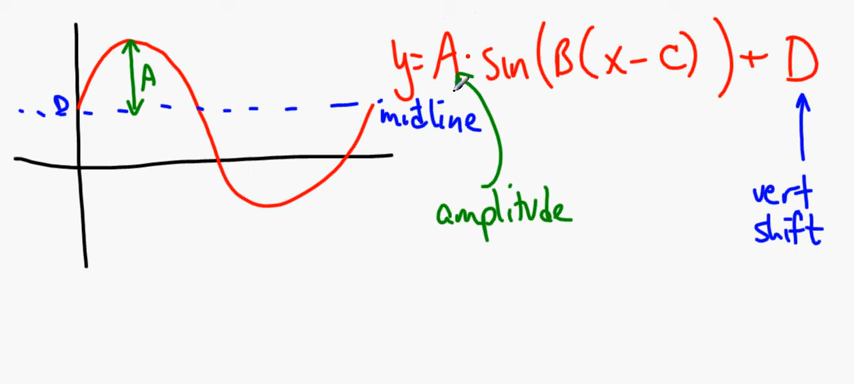 y = A · sin(B(x - C)) + D
A
D
midline
amplitude
vert
shift